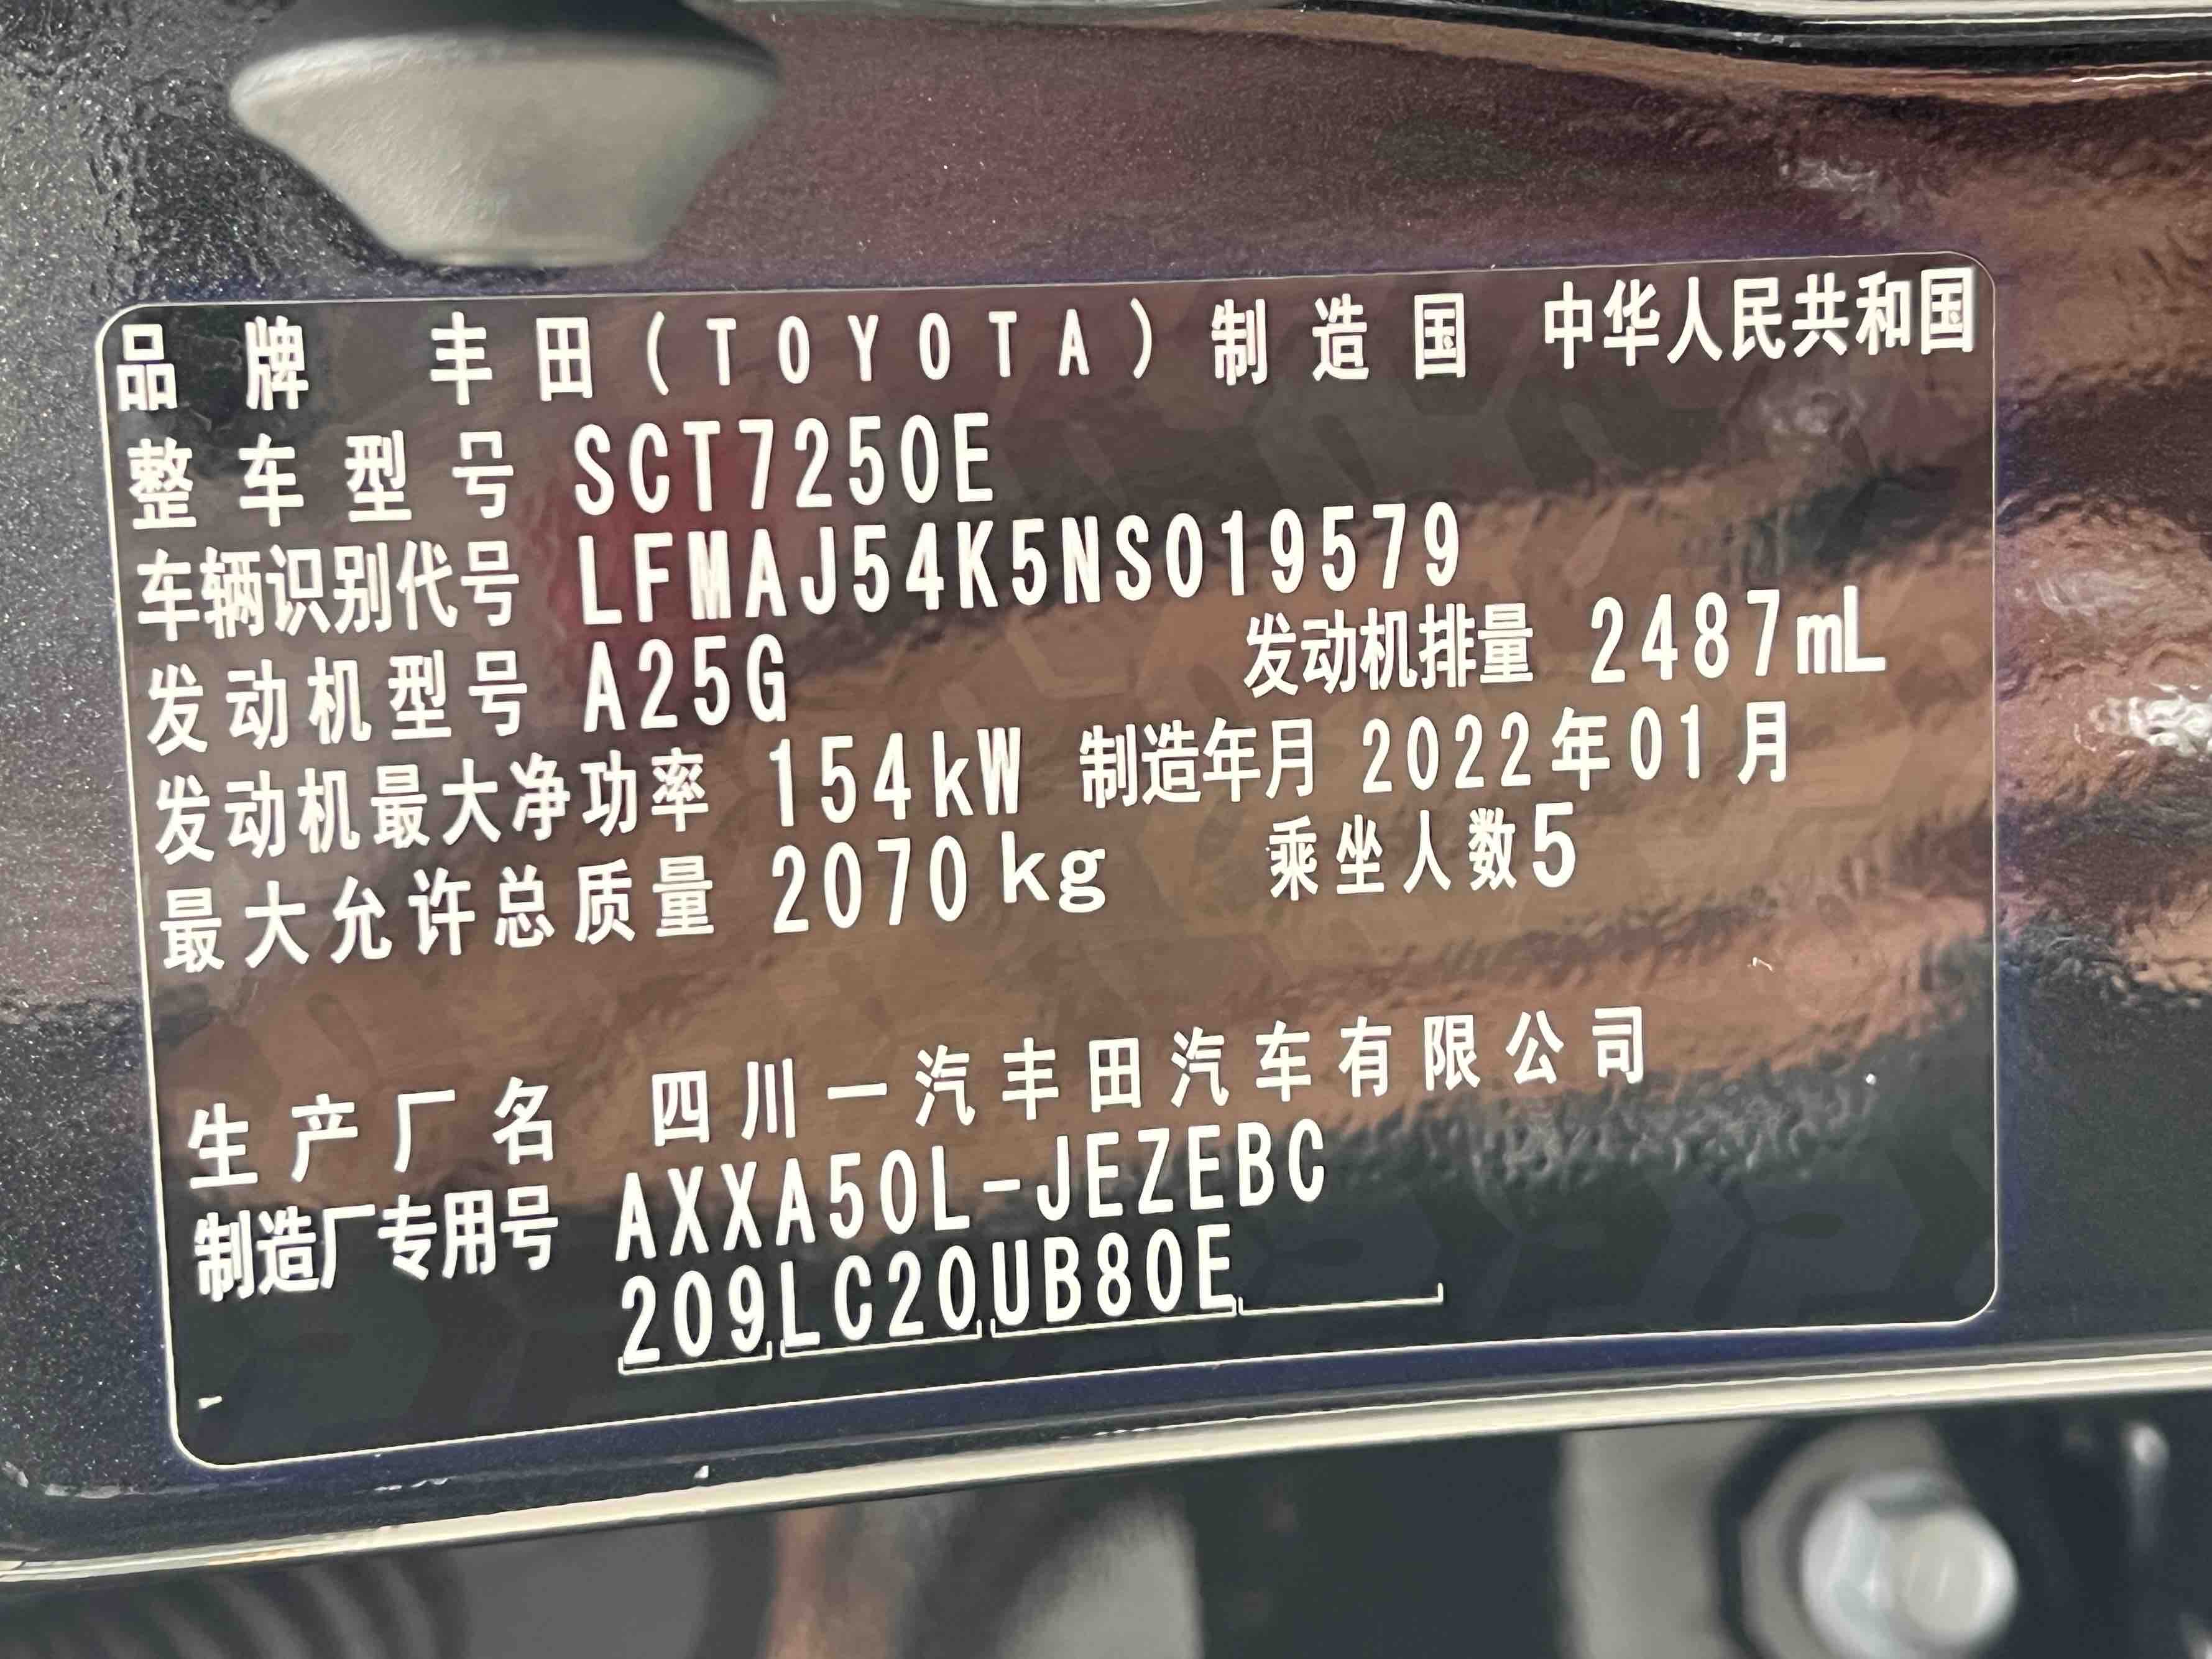 品牌 丰田(TOYOTA) 制造国 中华人民共和国
整车型号 SCT7250E
车辆识别代号 LFMAJ54K5NS019579
发动机型号 A25G 发动机排量 2487mL
发动机最大净功率 154kW 制造年月 2022年01月
最大允许总质量 2070kg 乘坐人数5
生产厂名 四川一汽丰田汽车有限公司
制造厂专用号 AXXA50L-JEZEBC
209LC20UB80E